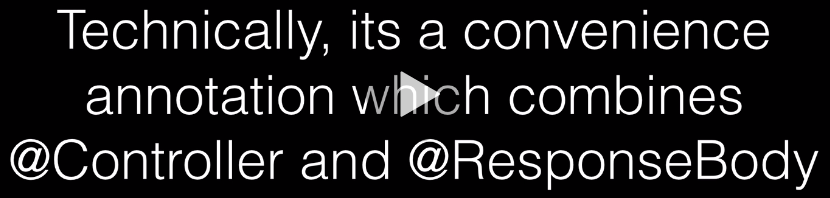 Technically, its a convenience
annotation which combines
@Controller and @ResponseBody